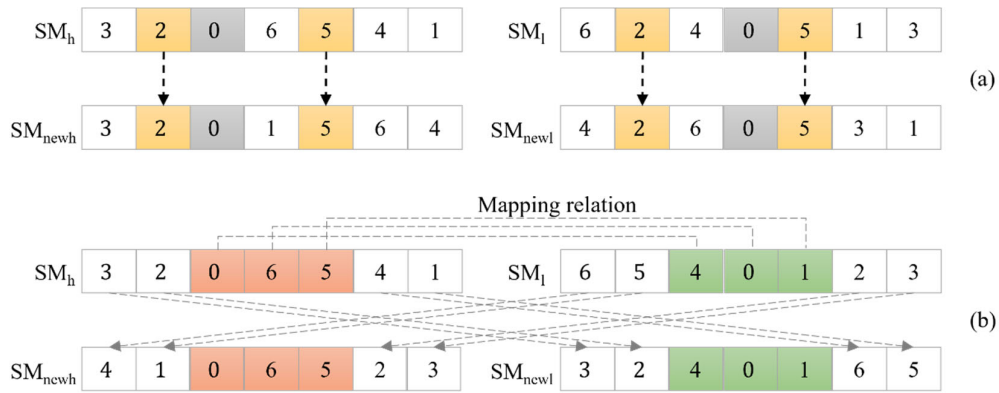 SMh 3 2 0 6 5 4 1 SMl 6 2 4 0 5 1 3
(a)
SMnewh 3 2 0 1 5 6 4 SMnewl 4 2 6 0 5 3 1
Mapping relation
SMh 3 2 0 6 5 4 1 SMl 6 5 4 0 1 2 3
(b)
SMnewh 4 1 0 6 5 2 3 SMnewl 3 2 4 0 1 6 5